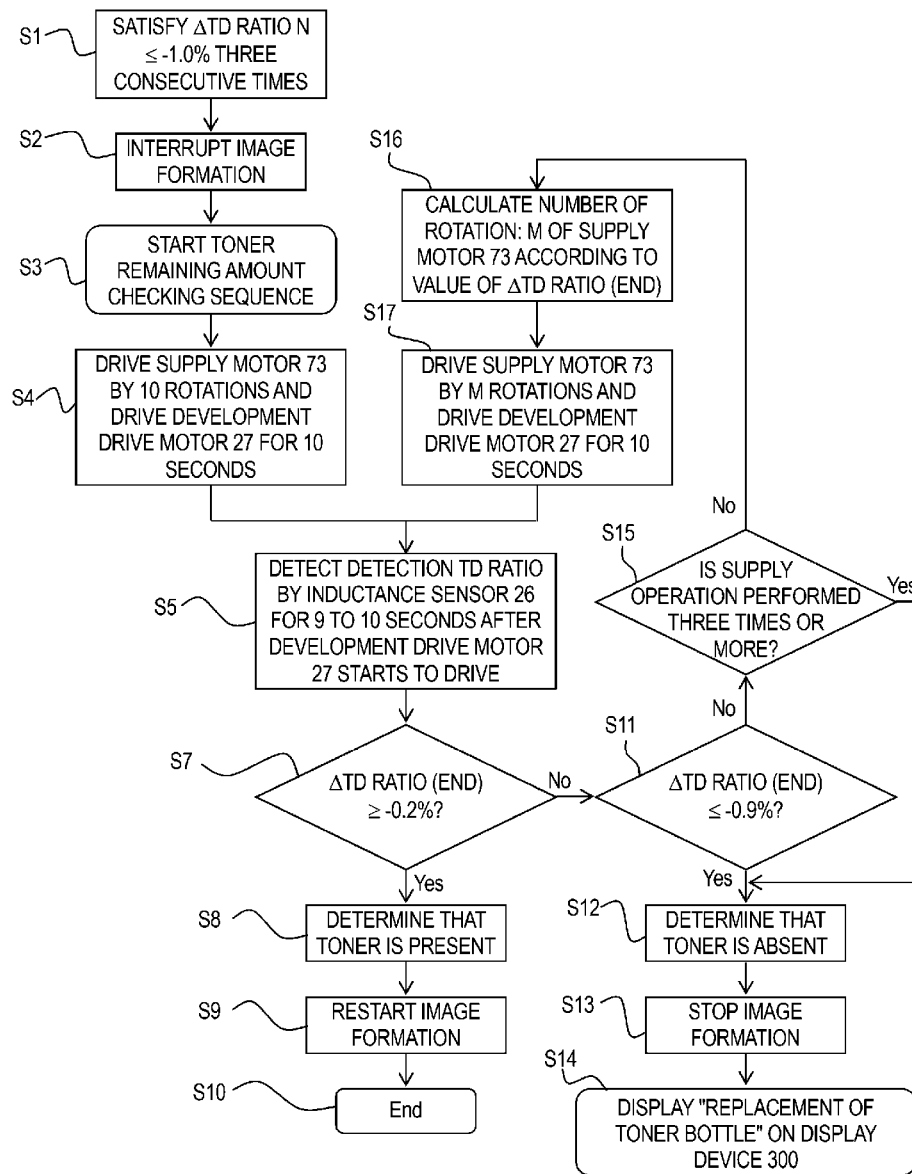 S1
SATISFY ΔTD RATIO N
≤ -1.0% THREE
CONSECUTIVE TIMES
S2
INTERRUPT IMAGE
FORMATION
S3
START TONER
REMAINING AMOUNT
CHECKING SEQUENCE
S4
DRIVE SUPPLY MOTOR 73
BY 10 ROTATIONS AND
DRIVE DEVELOPMENT
DRIVE MOTOR 27 FOR 10
SECONDS
S16
CALCULATE NUMBER OF
ROTATION: M OF SUPPLY
MOTOR 73 ACCORDING TO
VALUE OF ΔTD RATIO (END)
S17
DRIVE SUPPLY MOTOR 73
BY M ROTATIONS AND
DRIVE DEVELOPMENT
DRIVE MOTOR 27 FOR 10
SECONDS
S5
DETECT DETECTION TD RATIO
BY INDUCTANCE SENSOR 26
FOR 9 TO 10 SECONDS AFTER
DEVELOPMENT DRIVE MOTOR
27 STARTS TO DRIVE
No
S15
IS SUPPLY
OPERATION PERFORMED
THREE TIMES OR
MORE?
Yes
No
S7
ΔTD RATIO (END)
≥ -0.2%?
No
S11
ΔTD RATIO (END)
≤ -0.9%?
Yes
Yes
S8
DETERMINE THAT
TONER IS PRESENT
S9
RESTART IMAGE
FORMATION
S10
End
S12
DETERMINE THAT
TONER IS ABSENT
S13
STOP IMAGE
FORMATION
S14
DISPLAY "REPLACEMENT OF
TONER BOTTLE" ON DISPLAY
DEVICE 300